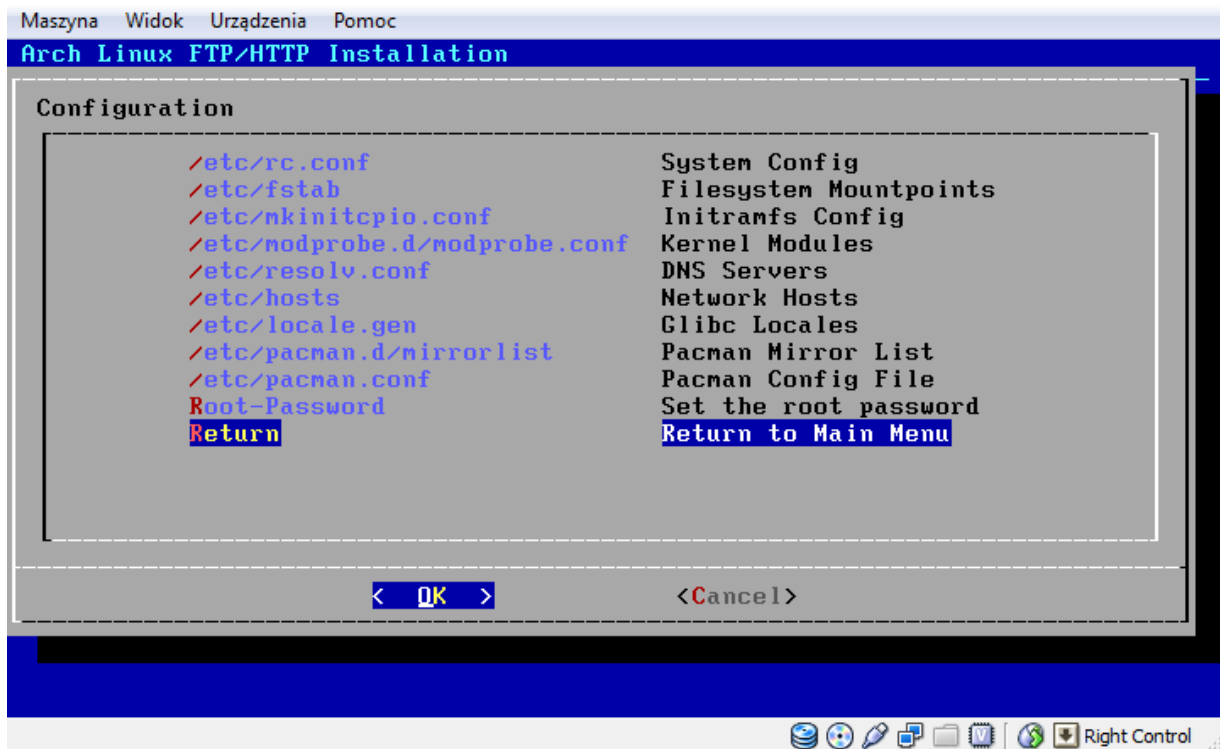 Maszyna Widok Urządzenia Pomoc
Arch Linux FTP/HTTP Installation
Configuration
/etc/rc.conf System Config
/etc/fstab Filesystem Mountpoints
/etc/mkinitcpio.conf Initramfs Config
/etc/modprobe.d/modprobe.conf Kernel Modules
/etc/resolv.conf DNS Servers
/etc/hosts Network Hosts
/etc/locale.gen Glibc Locales
/etc/pacman.d/mirrorlist Pacman Mirror List
/etc/pacman.conf Pacman Config File
Root-Password Set the root password
Return Return to Main Menu
< OK > <Cancel>
Right Control